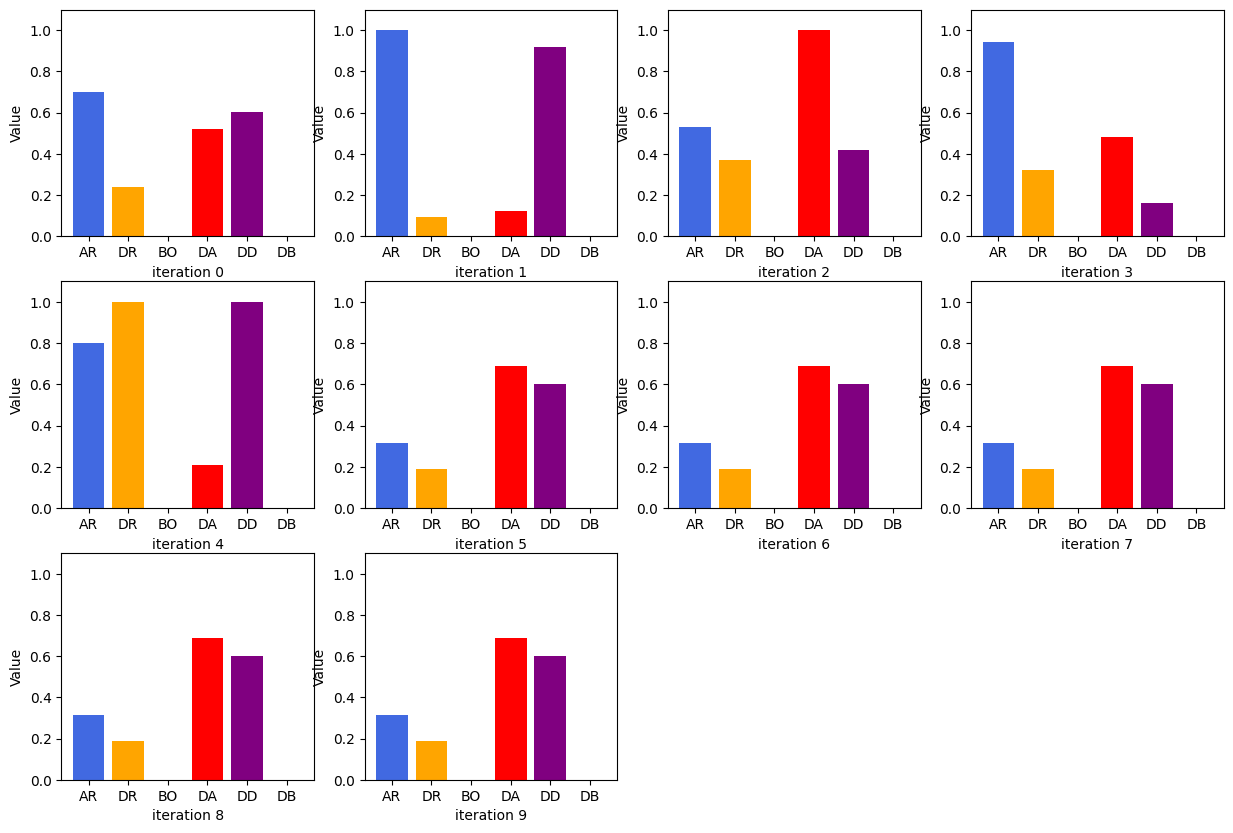 1.0
0.8
0.6
0.4
0.2
0.0
Value
AR DR BO DA DD DB
iteration 0
1.0
0.8
0.6
0.4
0.2
0.0
Value
AR DR BO DA DD DB
iteration 1
1.0
0.8
0.6
0.4
0.2
0.0
Value
AR DR BO DA DD DB
iteration 2
1.0
0.8
0.6
0.4
0.2
0.0
Value
AR DR BO DA DD DB
iteration 3
1.0
0.8
0.6
0.4
0.2
0.0
Value
AR DR BO DA DD DB
iteration 4
1.0
0.8
0.6
0.4
0.2
0.0
Value
AR DR BO DA DD DB
iteration 5
1.0
0.8
0.6
0.4
0.2
0.0
Value
AR DR BO DA DD DB
iteration 6
1.0
0.8
0.6
0.4
0.2
0.0
Value
AR DR BO DA DD DB
iteration 7
1.0
0.8
0.6
0.4
0.2
0.0
Value
AR DR BO DA DD DB
iteration 8
1.0
0.8
0.6
0.4
0.2
0.0
Value
AR DR BO DA DD DB
iteration 9